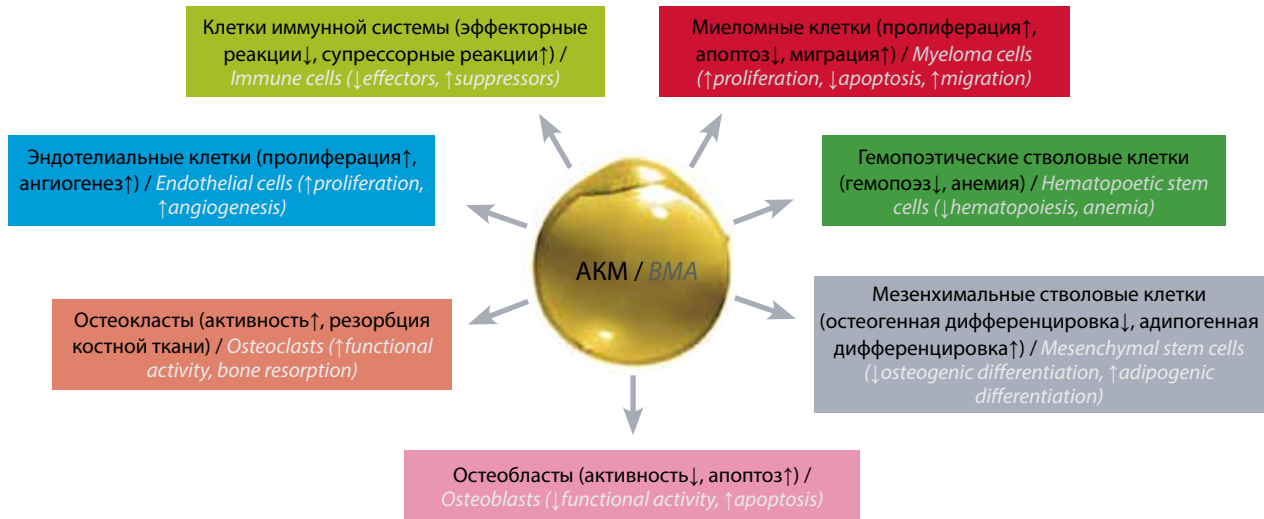 Клетки иммунной системы (эффекторные
реакции↓, супрессорные реакции↑) /
Immune cells (↓effectors, ↑suppressors)
Миеломные клетки (пролиферация↑,
апоптоз↓, миграция↑) / Myeloma cells
(↑proliferation, ↓apoptosis, ↑migration)
Эндотелиальные клетки (пролиферация↑,
ангиогенез↑) / Endothelial cells (↑proliferation,
↑angiogenesis)
Гемопоэтические стволовые клетки
(гемопоэз↓, анемия) / Hematopoetic stem
cells (↓hematopoiesis, anemia)
АКМ / BMA
Остеокласты (активность↑, резорбция
костной ткани) / Osteoclasts (↑functional
activity, bone resorption)
Мезенхимальные стволовые клетки
(остеогенная дифференцировка↓, адипогенная
дифференцировка↑) / Mesenchymal stem cells
(↓osteogenic differentiation, ↑adipogenic
differentiation)
Остеобласты (активность↓, апоптоз↑) /
Osteoblasts (↓functional activity, ↑apoptosis)